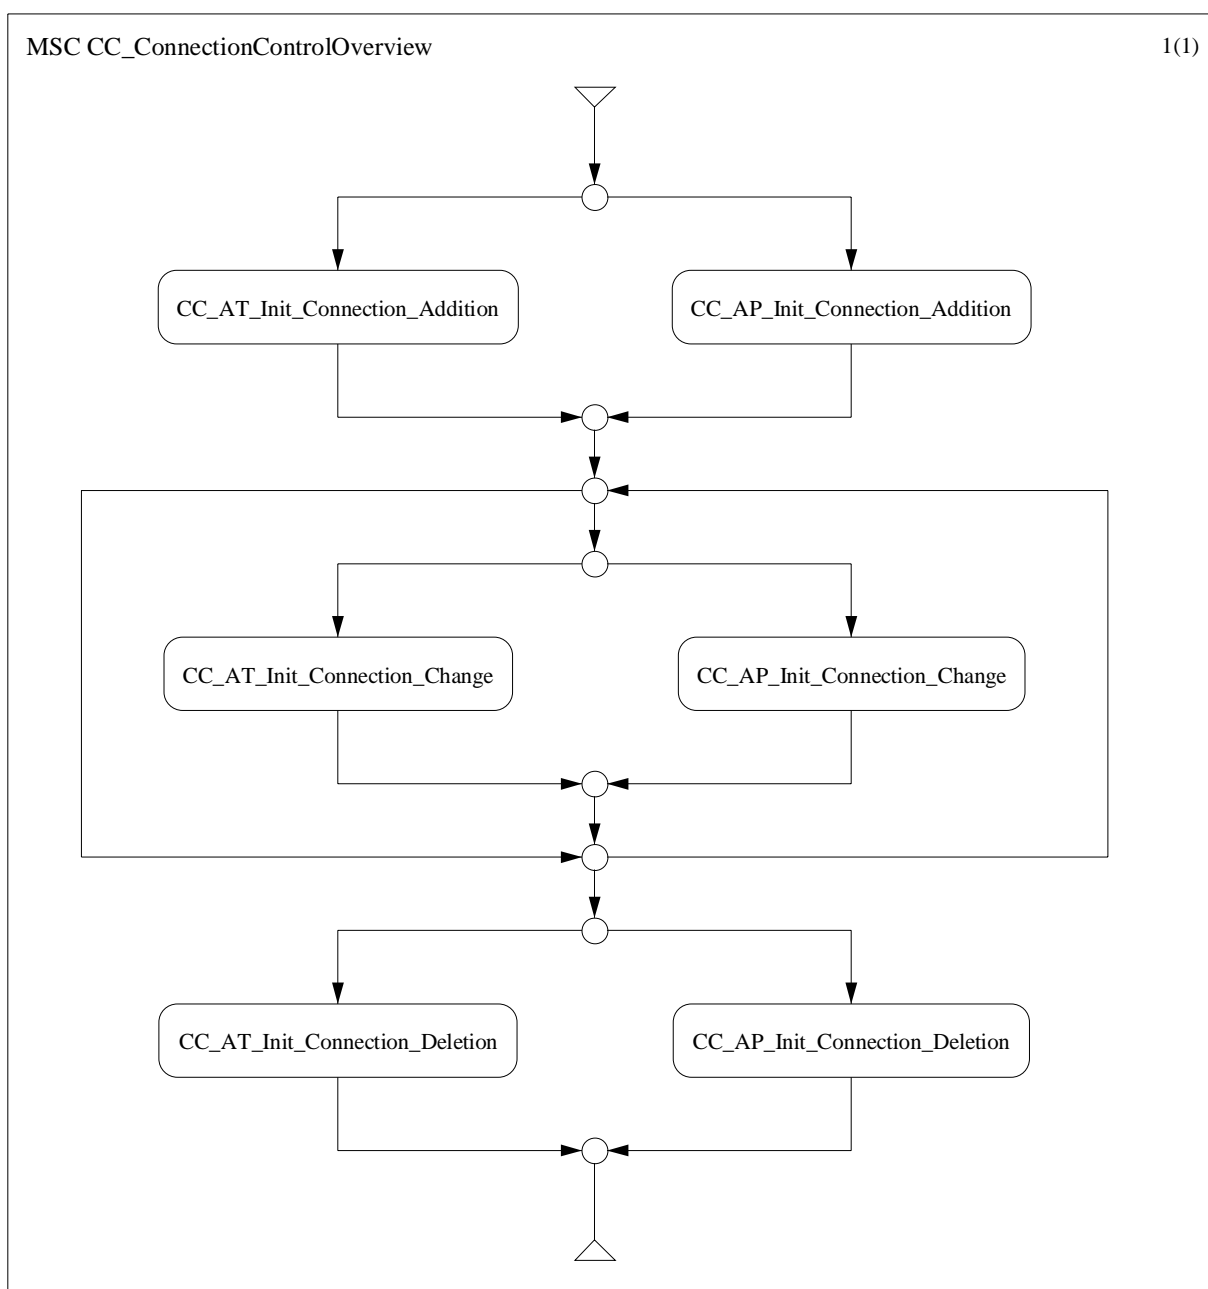 MSC CC_ConnectionControlOverview 1(1)
CC_AT_Init_Connection_Addition
CC_AP_Init_Connection_Addition
CC_AT_Init_Connection_Change
CC_AP_Init_Connection_Change
CC_AT_Init_Connection_Deletion
CC_AP_Init_Connection_Deletion